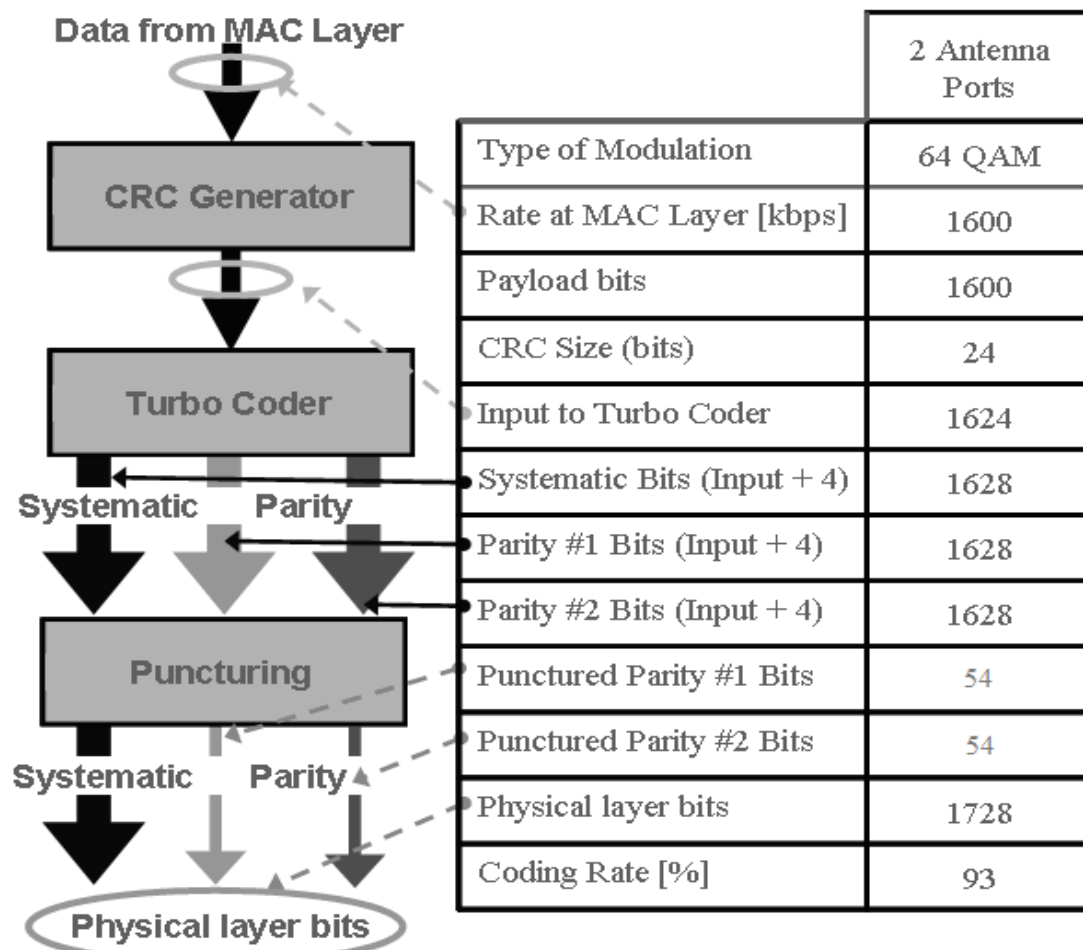 Data from MAC Layer
CRC Generator
Turbo Coder
Systematic Parity
Puncturing
Systematic Parity
Physical layer bits
2 Antenna
Ports
Type of Modulation 64 QAM
Rate at MAC Layer [kbps] 1600
Payload bits 1600
CRC Size (bits) 24
Input to Turbo Coder 1624
Systematic Bits (Input + 4) 1628
Parity #1 Bits (Input + 4) 1628
Parity #2 Bits (Input + 4) 1628
Punctured Parity #1 Bits 54
Punctured Parity #2 Bits 54
Physical layer bits 1728
Coding Rate [%] 93